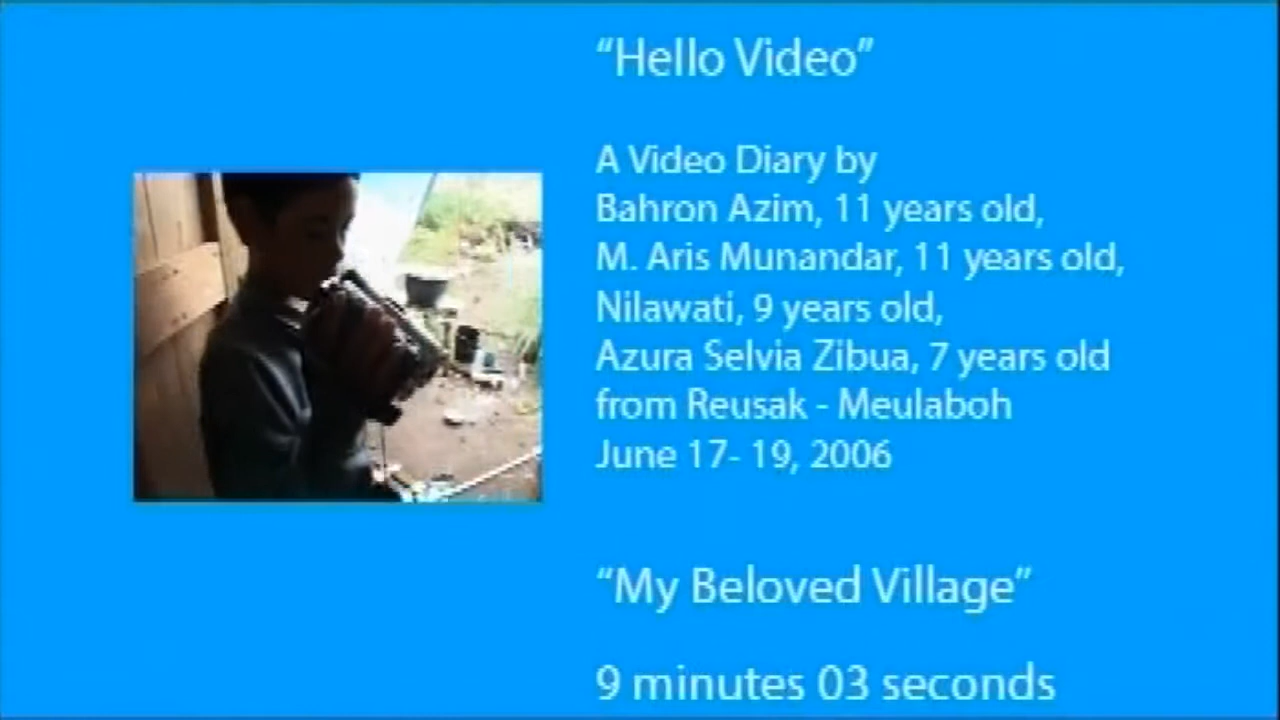 “Hello Video”
A Video Diary by
Bahron Azim, 11 years old,
M. Aris Munandar, 11 years old,
Nilawati, 9 years old,
Azura Selvia Zibua, 7 years old
from Reusak - Meulaboh
June 17- 19, 2006
“My Beloved Village”
9 minutes 03 seconds